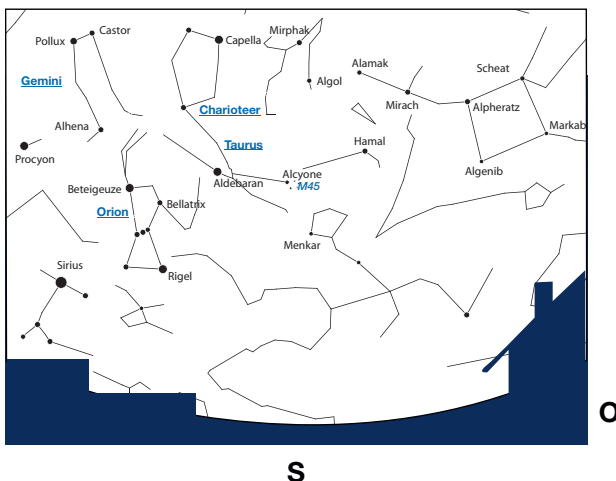 Castor
Pollux
Capella
Mirphak
Alamak
Scheat
Gemini
Algol
Mirach
Charioteer
Alpheratz
Alhena
Markab
Taurus
Hamal
Procyon
Algenib
Alcyone
Aldebaran
M45
Beteigeuze
Bellatrix
Orion
Menkar
Sirius
Rigel
O
S